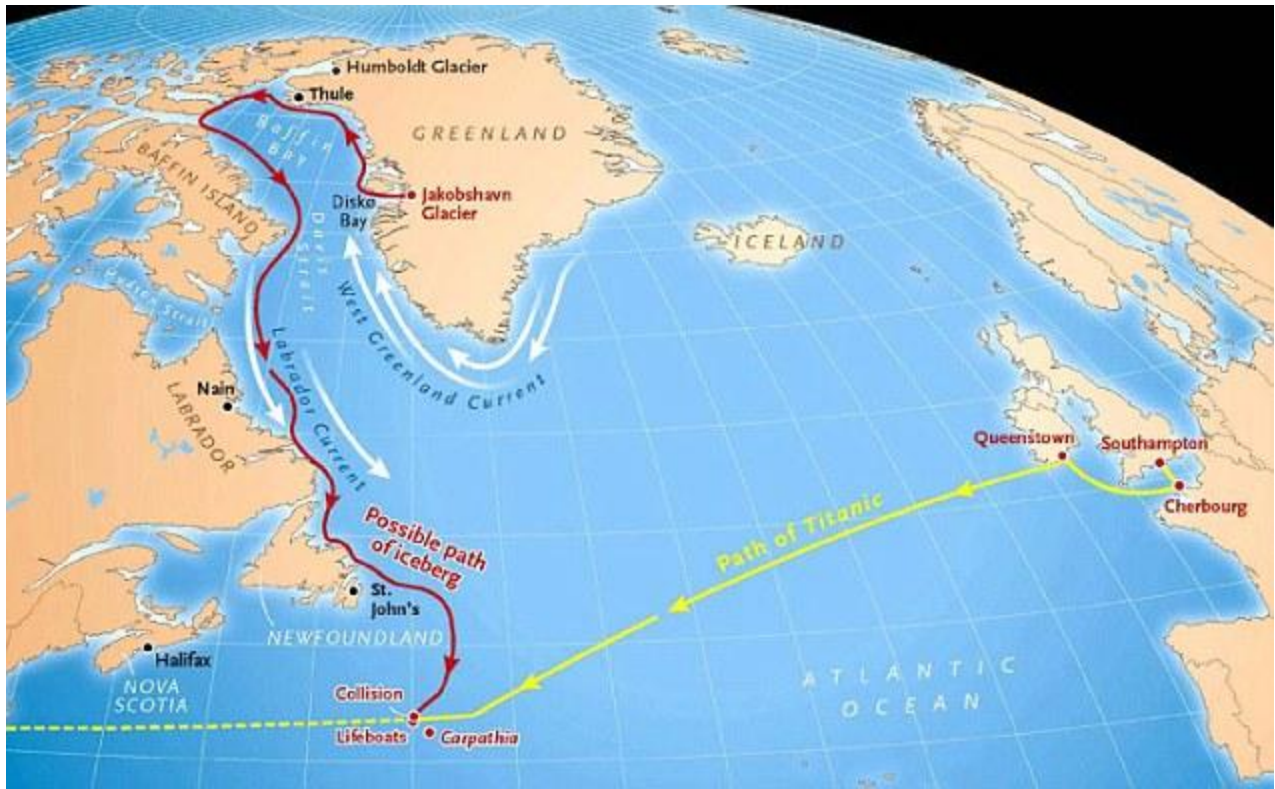 Humboldt Glacier
Thule
Baffin
BAY
GREENLAND
BAFFIN ISLAND
Disko
Bay
Jakobshavn
Glacier
Davis
Strait
ICELAND
Hudson Strait
West Greenland Current
Labrador Current
Nain
LABRADOR
Queenstown
Southampton
Cherbourg
Path of Titanic
Possible path
of iceberg
St.
John's
NEWFOUNDLAND
Halifax
NOVA
SCOTIA
ATLANTIC
OCEAN
Collision
Lifeboats
Carpathia